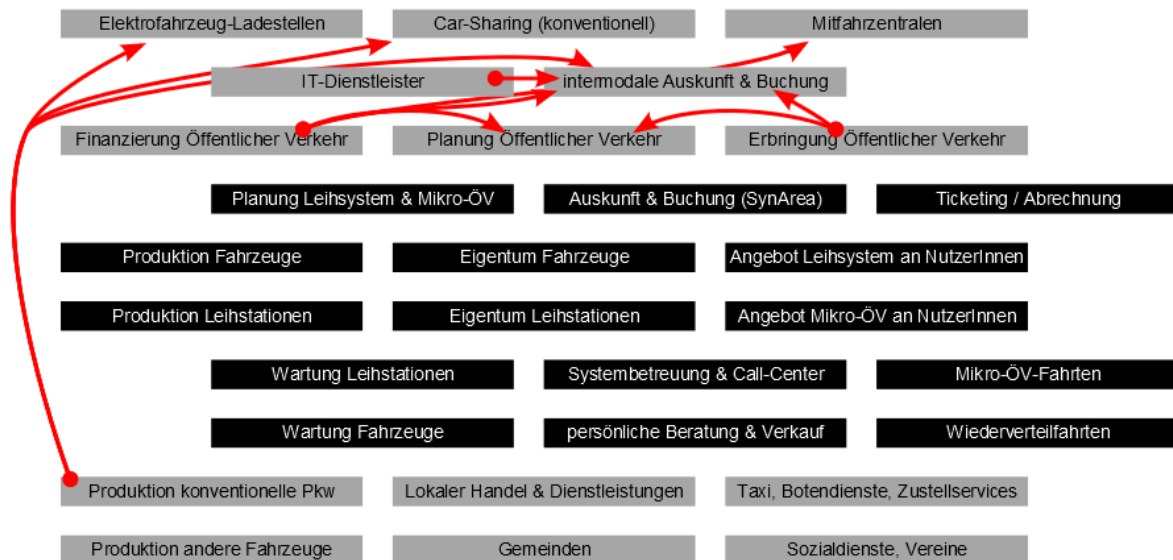 Elektrofahrzeug-Ladestellen
Car-Sharing (konventionell)
Mitfahrzentralen
IT-Dienstleister
intermodale Auskunft & Buchung
Finanzierung Öffentlicher Verkehr
Planung Öffentlicher Verkehr
Erbringung Öffentlicher Verkehr
Planung Leihsystem & Mikro-ÖV
Auskunft & Buchung (SynArea)
Ticketing / Abrechnung
Produktion Fahrzeuge
Eigentum Fahrzeuge
Angebot Leihsystem an NutzerInnen
Produktion Leihstationen
Eigentum Leihstationen
Angebot Mikro-ÖV an NutzerInnen
Wartung Leihstationen
Systembetreuung & Call-Center
Mikro-ÖV-Fahrten
Wartung Fahrzeuge
persönliche Beratung & Verkauf
Wiederverteilfahrten
Produktion konventionelle Pkw
Lokaler Handel & Dienstleistungen
Taxi, Botendienste, Zustellservices
Produktion andere Fahrzeuge
Gemeinden
Sozialdienste, Vereine